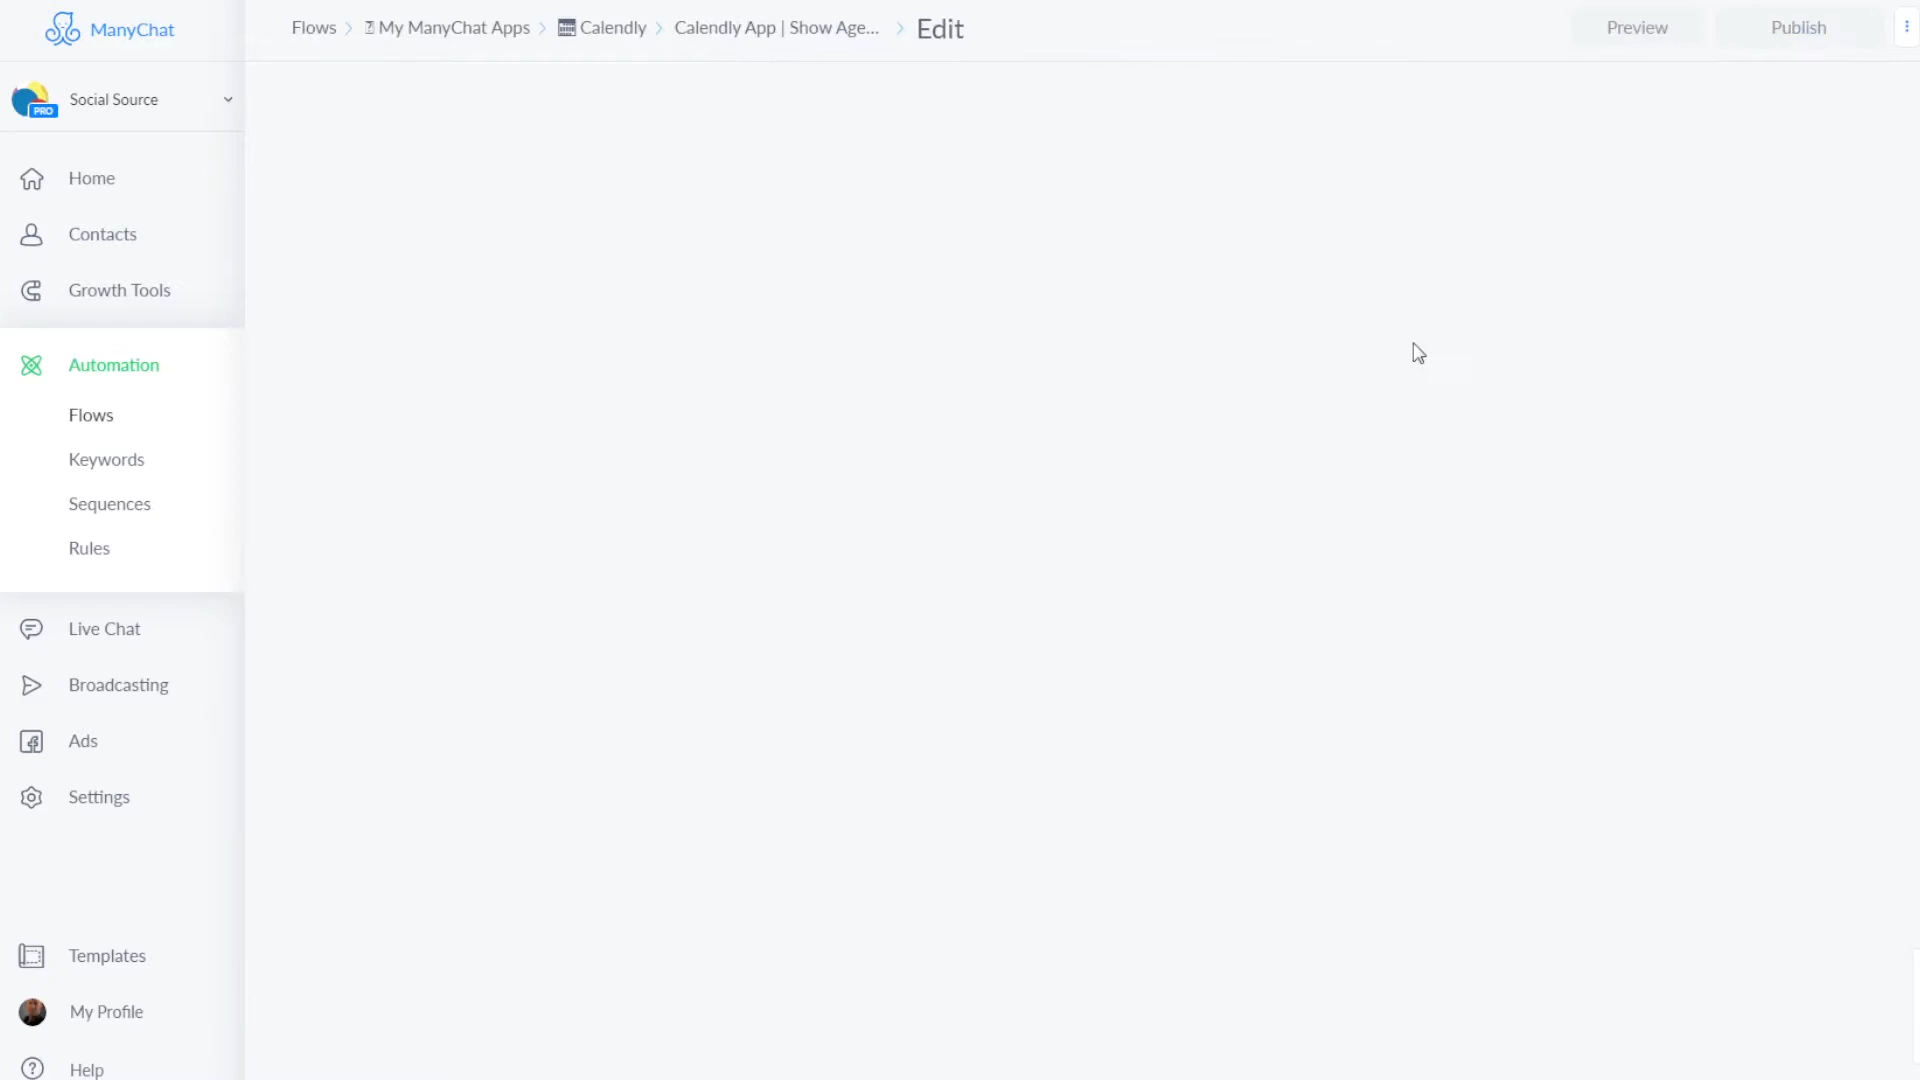 ManyChat
Flows
My ManyChat Apps
Calendly
Calendly App | Show Age...
Edit
Preview
Publish
PRO
Social Source
Home
Contacts
Growth Tools
Automation
Flows
Keywords
Sequences
Rules
Live Chat
Broadcasting
Ads
Settings
Templates
My Profile
? Help